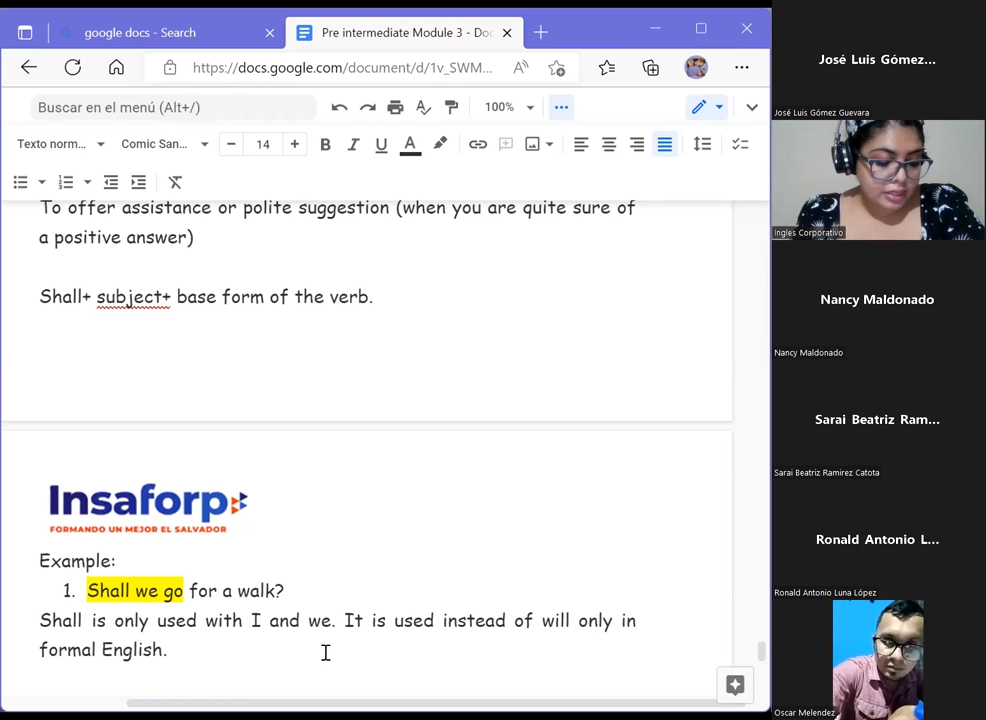 google docs - Search
Pre intermediate Module 3 - Doc
https://docs.google.com/document/d/1v_SWM...
Buscar en el menú (Alt+/)
100%
Texto norm...
Comic San...
14
To offer assistance or polite suggestion (when you are quite sure of
a positive answer)
Shall+ subject+ base form of the verb.
Insaforp
FORMANDO UN MEJOR EL SALVADOR
Example:
1. Shall we go for a walk?
Shall is only used with I and we. It is used instead of will only in
formal English.
José Luis Gómez...
José Luis Gómez Guevara
Ingles Corporativo
Nancy Maldonado
Nancy Maldonado
Sarai Beatriz Ram...
Sarai Beatriz Ramirez Catota
Ronald Antonio L...
Ronald Antonio Luna López
Oscar Melendez